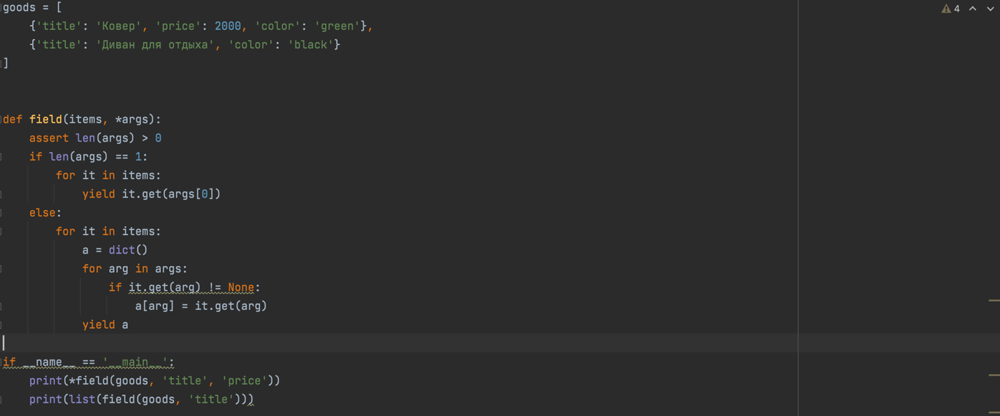 goods = [
    {'title': 'Ковер', 'price': 2000, 'color': 'green'},
    {'title': 'Диван для отдыха', 'color': 'black'}
]
def field(items, *args):
    assert len(args) > 0
    if len(args) == 1:
        for it in items:
            yield it.get(args[0])
    else:
        for it in items:
            a = dict()
            for arg in args:
                if it.get(arg) != None:
                    a[arg] = it.get(arg)
            yield a
if __name__ == '__main__':
    print(*field(goods, 'title', 'price'))
    print(list(field(goods, 'title')))
4